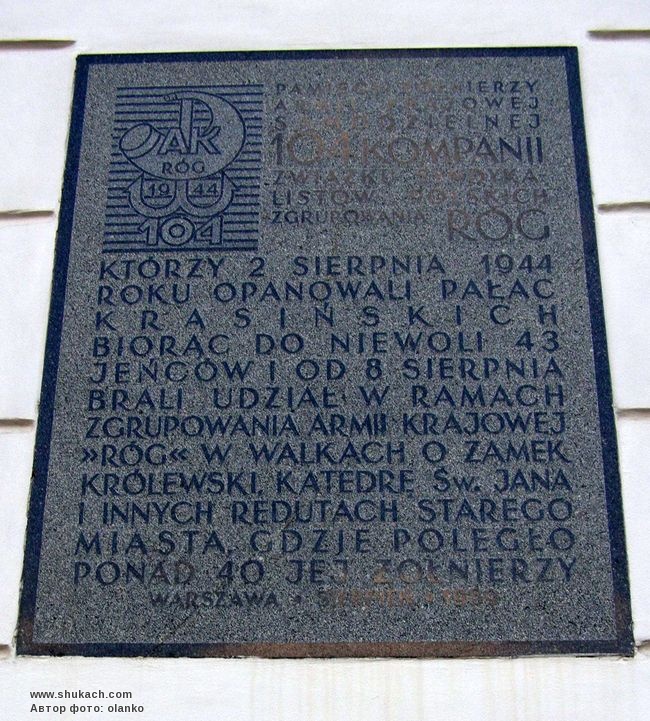 AK
RÓG
19 44
104
PAMIĘCI ŻOŁNIERZY
ARMII KRAJOWEJ
SAMODZIELNEJ
104 KOMPANII
ZWIĄZKU SYNDYKA
LISTÓW POLSKICH
ZGRUPOWANIA RÓG
KTÓRZY 2 SIERPNIA 1944
ROKU OPANOWALI PAŁAC
KRASIŃSKICH
BIORĄC DO NIEWOLI 43
JEŃCÓW I OD 8 SIERPNIA
BRALI UDZIAŁ W RAMACH
ZGRUPOWANIA ARMII KRAJOWEJ
»RÓG« W WALKACH O ZAMEK
KRÓLEWSKI, KATEDRĘ ŚW. JANA
I INNYCH REDUTACH STAREGO
MIASTA, GDZIE POLEGŁO
PONAD 40 JEJ ŻOŁNIERZY
WARSZAWA • SIERPIEŃ •
www.shukach.com
Автор фото: olanko